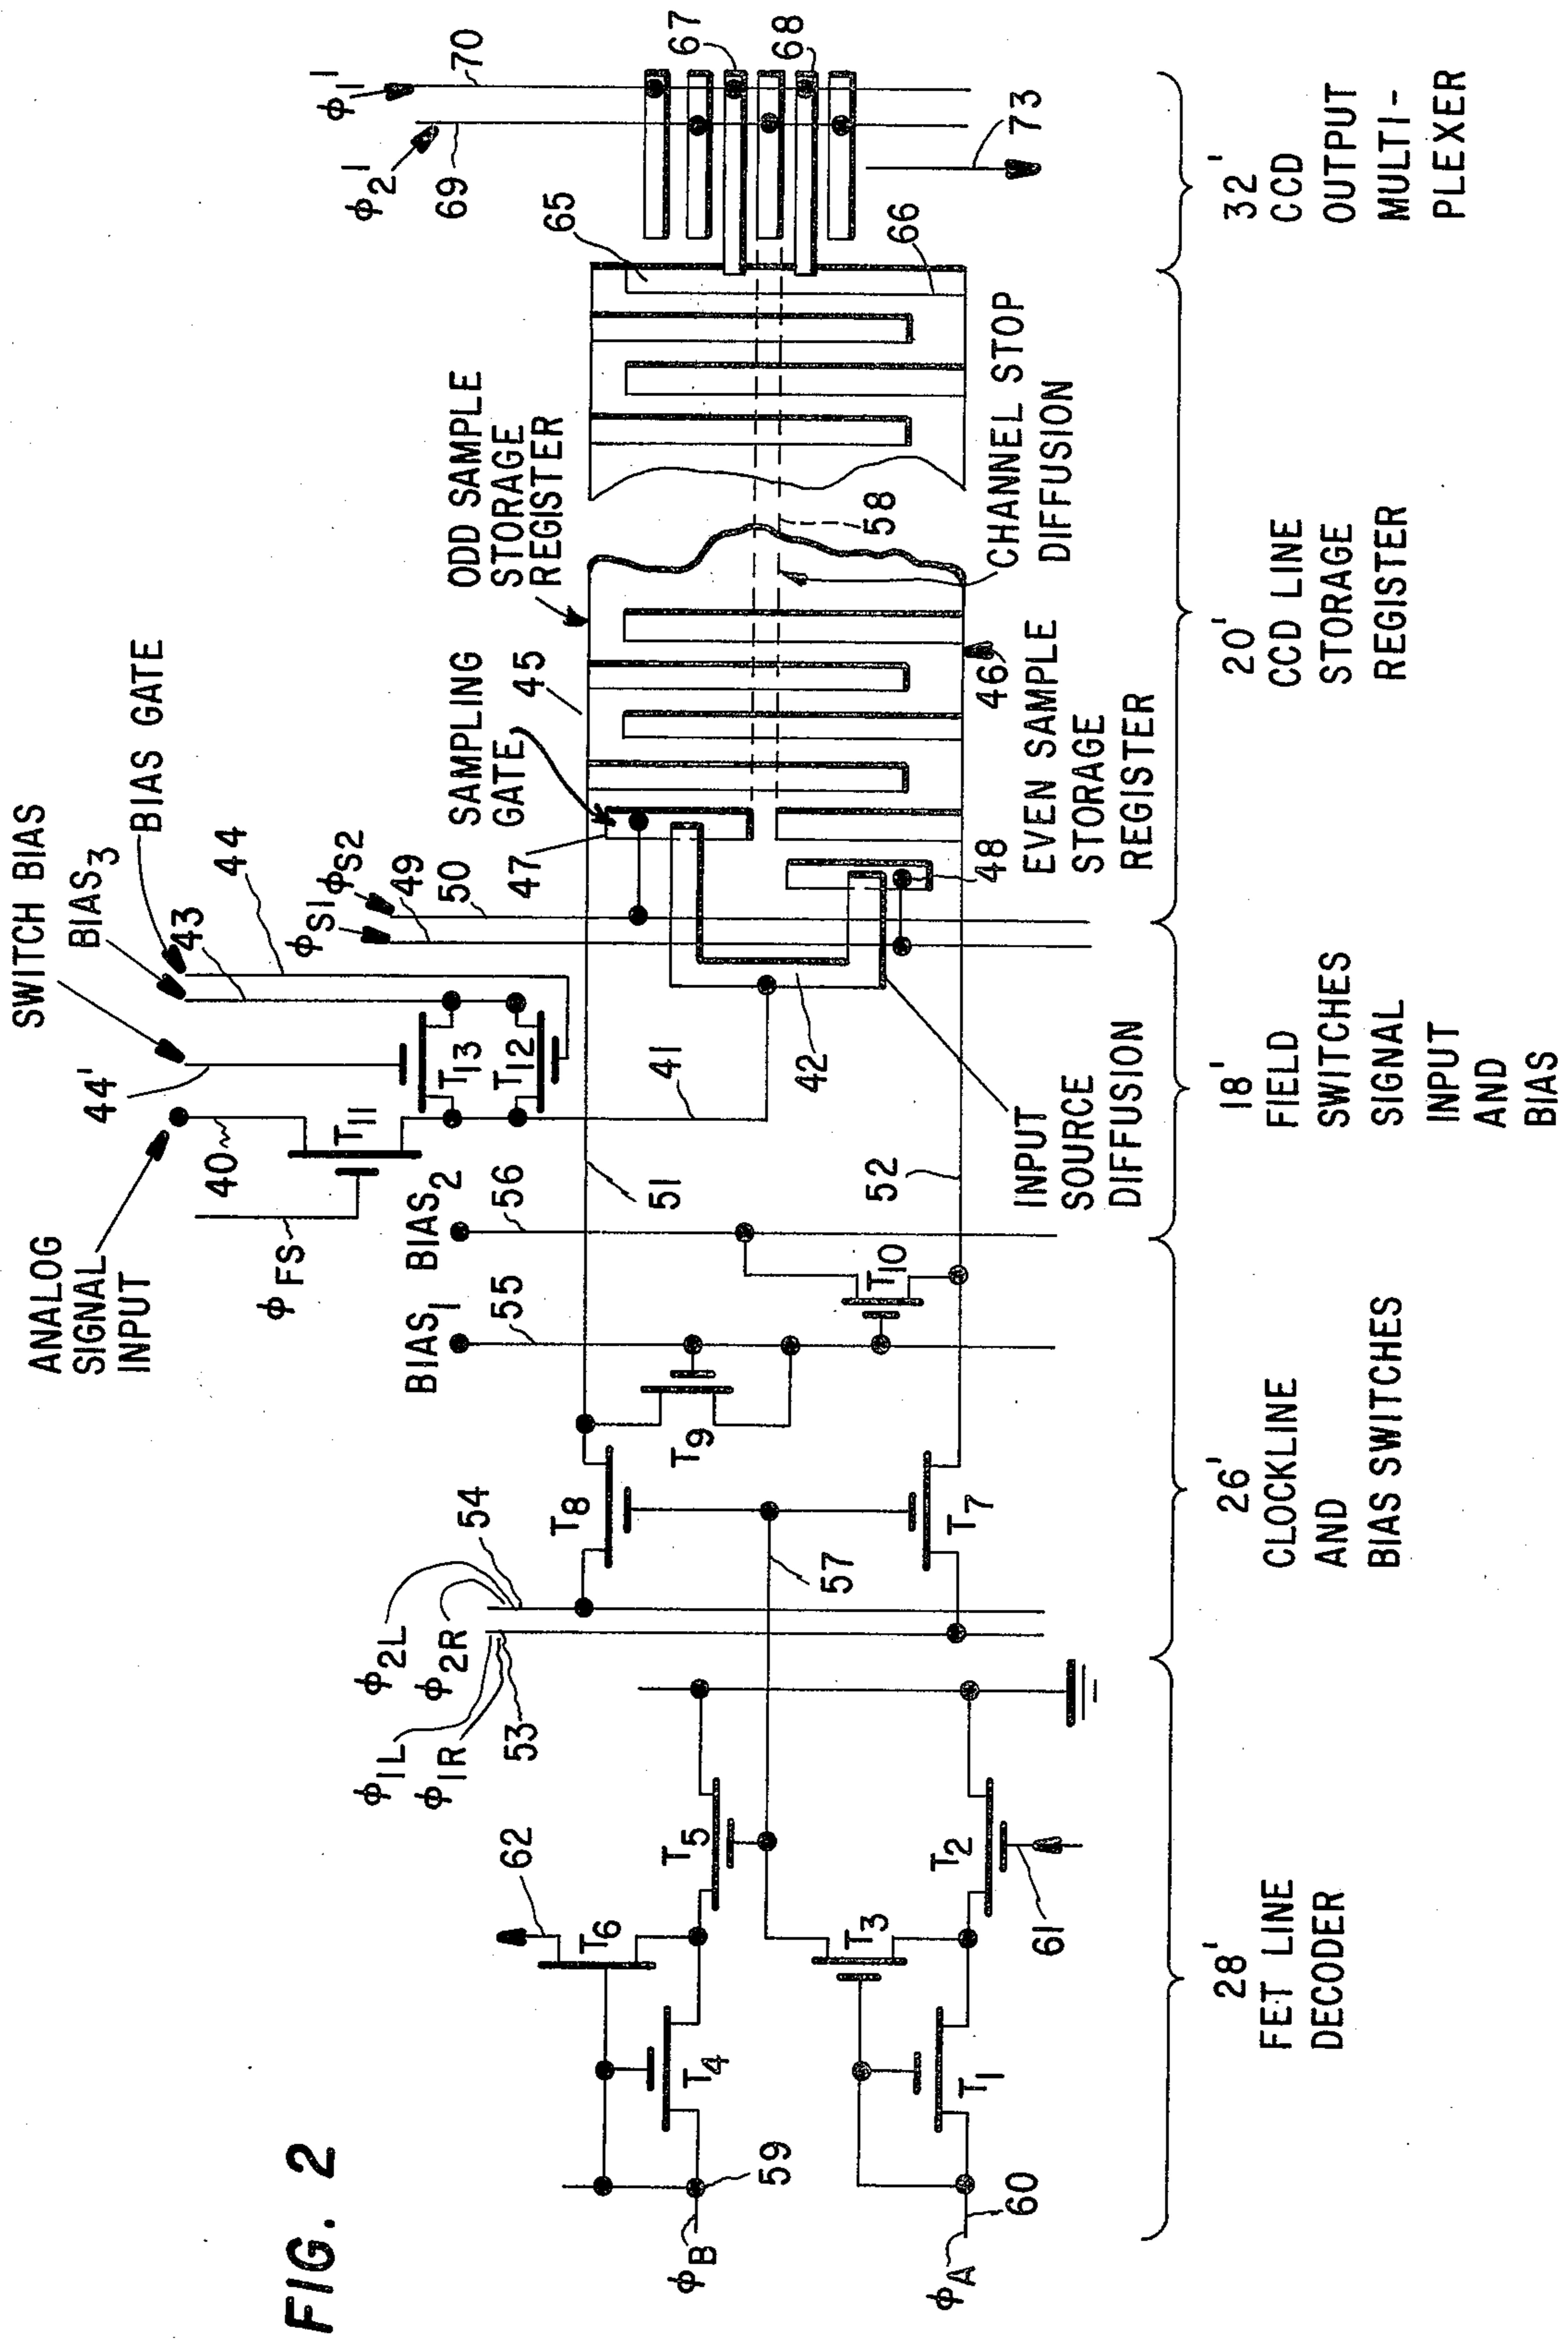 FIG. 2
ANALOG
SIGNAL
INPUT
SWITCH BIAS
BIAS3
BIAS GATE
44'
43
44
40
φFS
T11
T13
T12
φS1
φS2
49
50
41
42
BIAS1
BIAS2
55
56
51
52
INPUT
SOURCE
DIFFUSION
SAMPLING
GATE
47
45
ODD SAMPLE
STORAGE
REGISTER
48
46
EVEN SAMPLE
STORAGE
REGISTER
58
CHANNEL STOP
DIFFUSION
65
66
φ1'
φ2'
69
70
67
68
73
φ2L
φ2R
54
φ1L
φ1R
53
T8
T9
T10
T7
57
62
T6
T5
T4
T3
T2
T1
61
59
φB
60
φA
28'
FET LINE
DECODER
26'
CLOCKLINE
AND
BIAS SWITCHES
18'
FIELD
SWITCHES
SIGNAL
INPUT
AND
BIAS
20'
CCD LINE
STORAGE
REGISTER
32'
CCD
OUTPUT
MULTI-
PLEXER